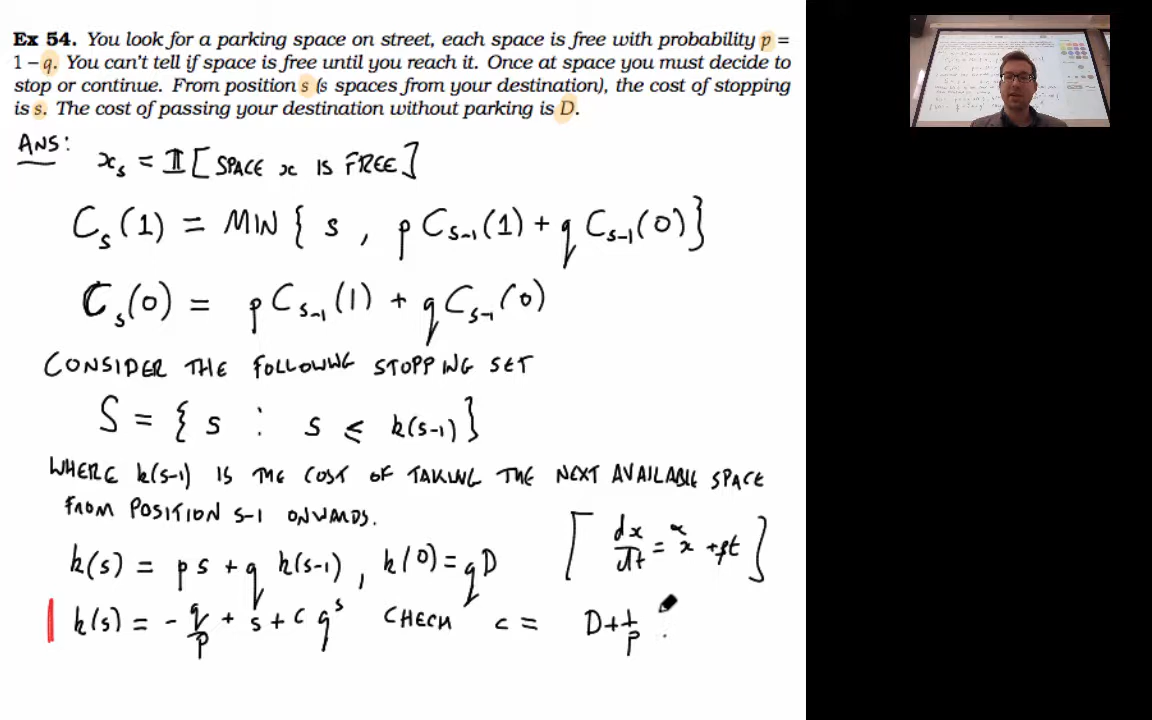 Ex 54. You look for a parking space on street, each space is free with probability p =
1 − q. You can't tell if space is free until you reach it. Once at space you must decide to
stop or continue. From position s (s spaces from your destination), the cost of stopping
is s. The cost of passing your destination without parking is D.
ANS:
x_s = 𝕀 [ SPACE x IS FREE ]
C_s(1) = MIN { s , p C_{s-1}(1) + q C_{s-1}(0) }
C_s(0) = p C_{s-1}(1) + q C_{s-1}(0)
CONSIDER THE FOLLOWING STOPPING SET
S = { s : s ≤ k(s-1) }
WHERE k(s-1) IS THE COST OF TAKING THE NEXT AVAILABLE SPACE
FROM POSITION S-1 ONWARDS.
k(s) = ps + q k(s-1) , k(0) = qD
[ dx/dt = x + βt ]
k(s) = - q/p + s + c q^s CHECK c = D + 1/p